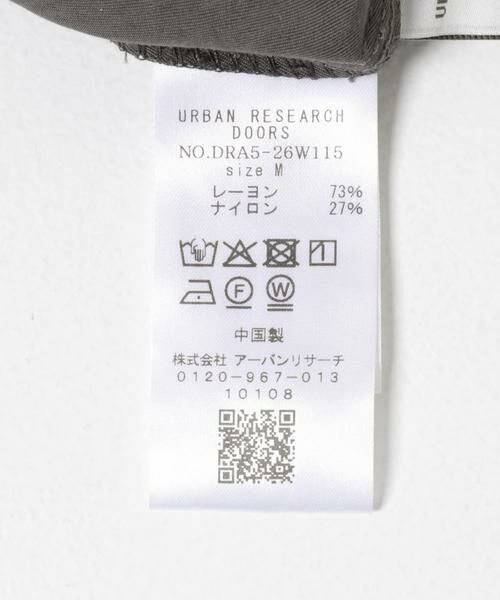 URBAN RESEARCH
DOORS
NO.DRA5-26W115
size M
レーヨン 73%
ナイロン 27%
F W
中国製
株式会社 アーバンリサーチ
0120-967-013
10108